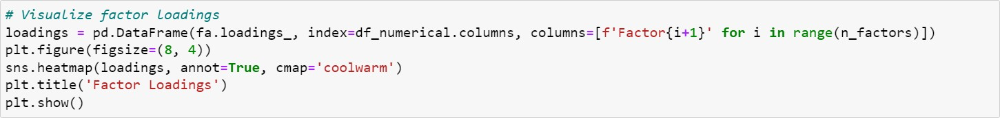 # Visualize factor loadings
loadings = pd.DataFrame(fa.loadings_, index=df_numerical.columns, columns=[f'Factor{i+1}' for i in range(n_factors)])
plt.figure(figsize=(8, 4))
sns.heatmap(loadings, annot=True, cmap='coolwarm')
plt.title('Factor Loadings')
plt.show()